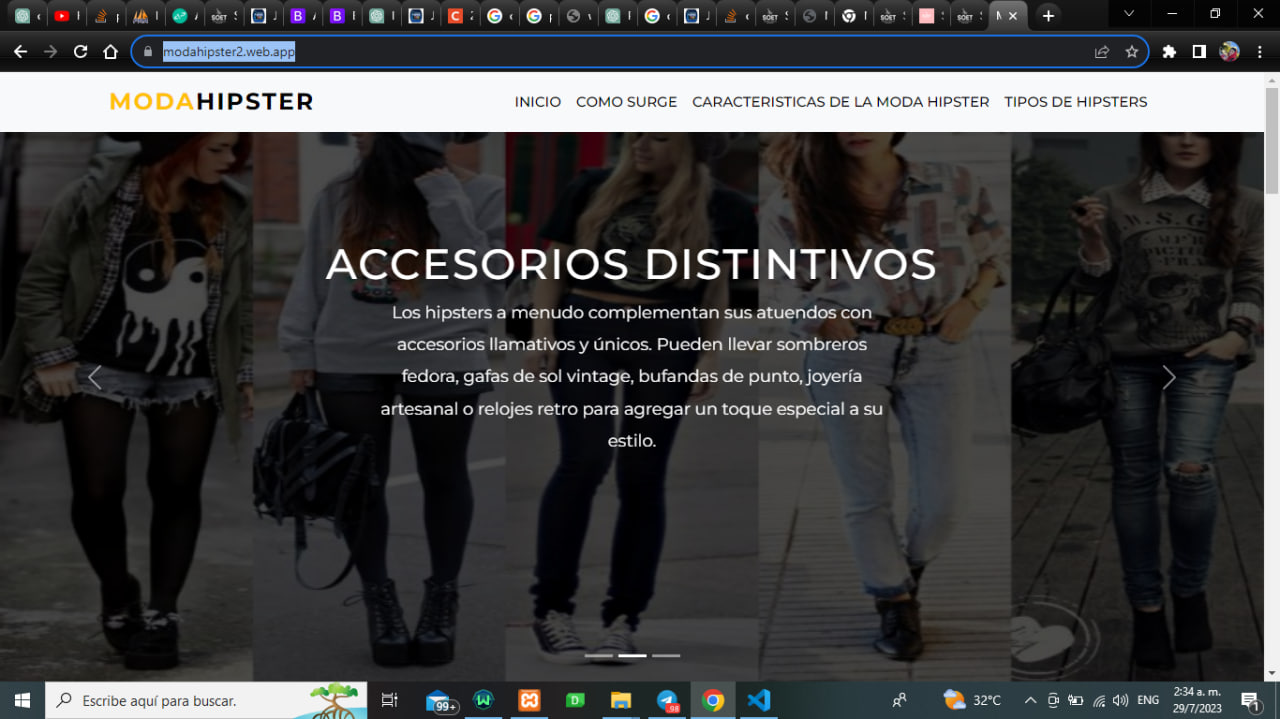 modahipster2.web.app
MODAHIPSTER
INICIO COMO SURGE CARACTERISTICAS DE LA MODA HIPSTER TIPOS DE HIPSTERS
ACCESORIOS DISTINTIVOS
Los hipsters a menudo complementan sus atuendos con
accesorios llamativos y únicos. Pueden llevar sombreros
fedora, gafas de sol vintage, bufandas de punto, joyería
artesanal o relojes retro para agregar un toque especial a su
estilo.
Escribe aquí para buscar.
99+
98
32°C
ENG
2:34 a. m.
29/7/2023
1